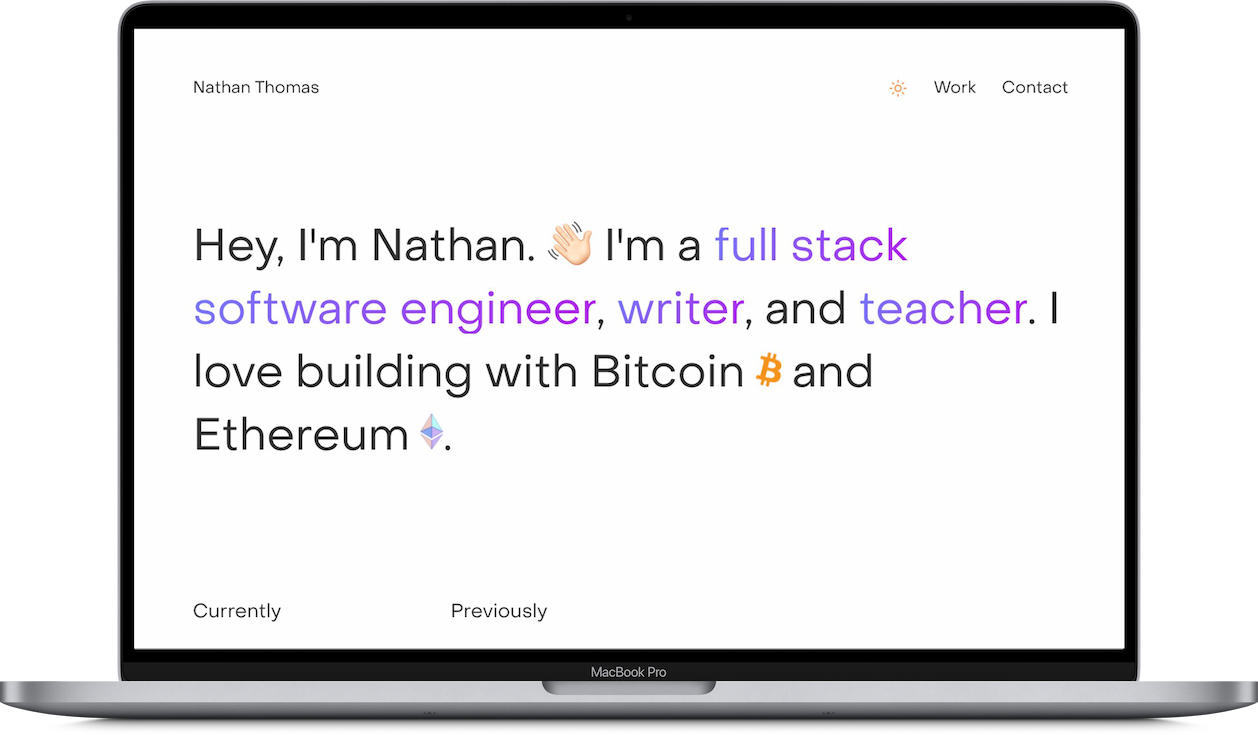 Nathan Thomas
Work Contact
Hey, I'm Nathan. 👋🏻 I'm a full stack
software engineer, writer, and teacher. I
love building with Bitcoin ₿ and
Ethereum .
Currently Previously
MacBook Pro